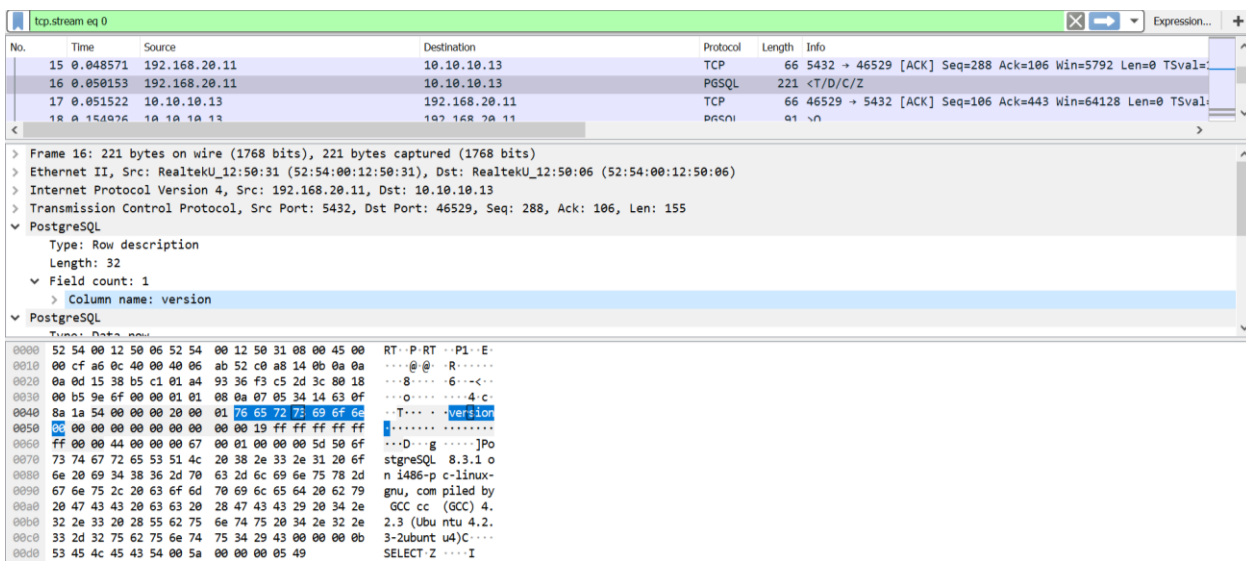 tcp.stream eq 0 Expression... +
No. Time Source Destination Protocol Length Info
15 0.048571 192.168.20.11 10.10.10.13 TCP 66 5432 → 46529 [ACK] Seq=288 Ack=106 Win=5792 Len=0 TSval=
16 0.050153 192.168.20.11 10.10.10.13 PGSQL 221 <T/D/C/Z
17 0.051522 10.10.10.13 192.168.20.11 TCP 66 46529 → 5432 [ACK] Seq=106 Ack=443 Win=64128 Len=0 TSval=
18 0.154926 10.10.10.13 192.168.20.11 PGSQL 91 >Q
Frame 16: 221 bytes on wire (1768 bits), 221 bytes captured (1768 bits)
Ethernet II, Src: RealtekU_12:50:31 (52:54:00:12:50:31), Dst: RealtekU_12:50:06 (52:54:00:12:50:06)
Internet Protocol Version 4, Src: 192.168.20.11, Dst: 10.10.10.13
Transmission Control Protocol, Src Port: 5432, Dst Port: 46529, Seq: 288, Ack: 106, Len: 155
PostgreSQL
Type: Row description
Length: 32
Field count: 1
Column name: version
PostgreSQL
Type: Data row
0000 52 54 00 12 50 06 52 54 00 12 50 31 08 00 45 00 RT··P·RT ··P1··E·
0010 00 cf a6 0c 40 00 40 06 ab 52 c0 a8 14 0b 0a 0a ····@·@· ·R······
0020 0a 0d 15 38 b5 c1 01 a4 93 36 f3 c5 2d 3c 80 18 ···8···· ·6··-<··
0030 00 b5 9e 6f 00 00 01 01 08 0a 07 05 34 14 63 0f ···o···· ····4·c·
0040 8a 1a 54 00 00 00 20 00 01 76 65 72 73 69 6f 6e ··T··· · ·version
0050 00 00 00 00 00 00 00 00 00 00 19 ff ff ff ff ff ········ ········
0060 ff 00 00 44 00 00 00 67 00 01 00 00 00 5d 50 6f ···D···g ·····]Po
0070 73 74 67 72 65 53 51 4c 20 38 2e 33 2e 31 20 6f stgreSQL 8.3.1 o
0080 6e 20 69 34 38 36 2d 70 63 2d 6c 69 6e 75 78 2d n i486-p c-linux-
0090 67 6e 75 2c 20 63 6f 6d 70 69 6c 65 64 20 62 79 gnu, com piled by
00a0 20 47 43 43 20 63 63 20 28 47 43 43 29 20 34 2e GCC cc (GCC) 4.
00b0 32 2e 33 20 28 55 62 75 6e 74 75 20 34 2e 32 2e 2.3 (Ubu ntu 4.2.
00c0 33 2d 32 75 62 75 6e 74 75 34 29 43 00 00 00 0b 3-2ubunt u4)C····
00d0 53 45 4c 45 43 54 00 5a 00 00 00 05 49 SELECT·Z ····I